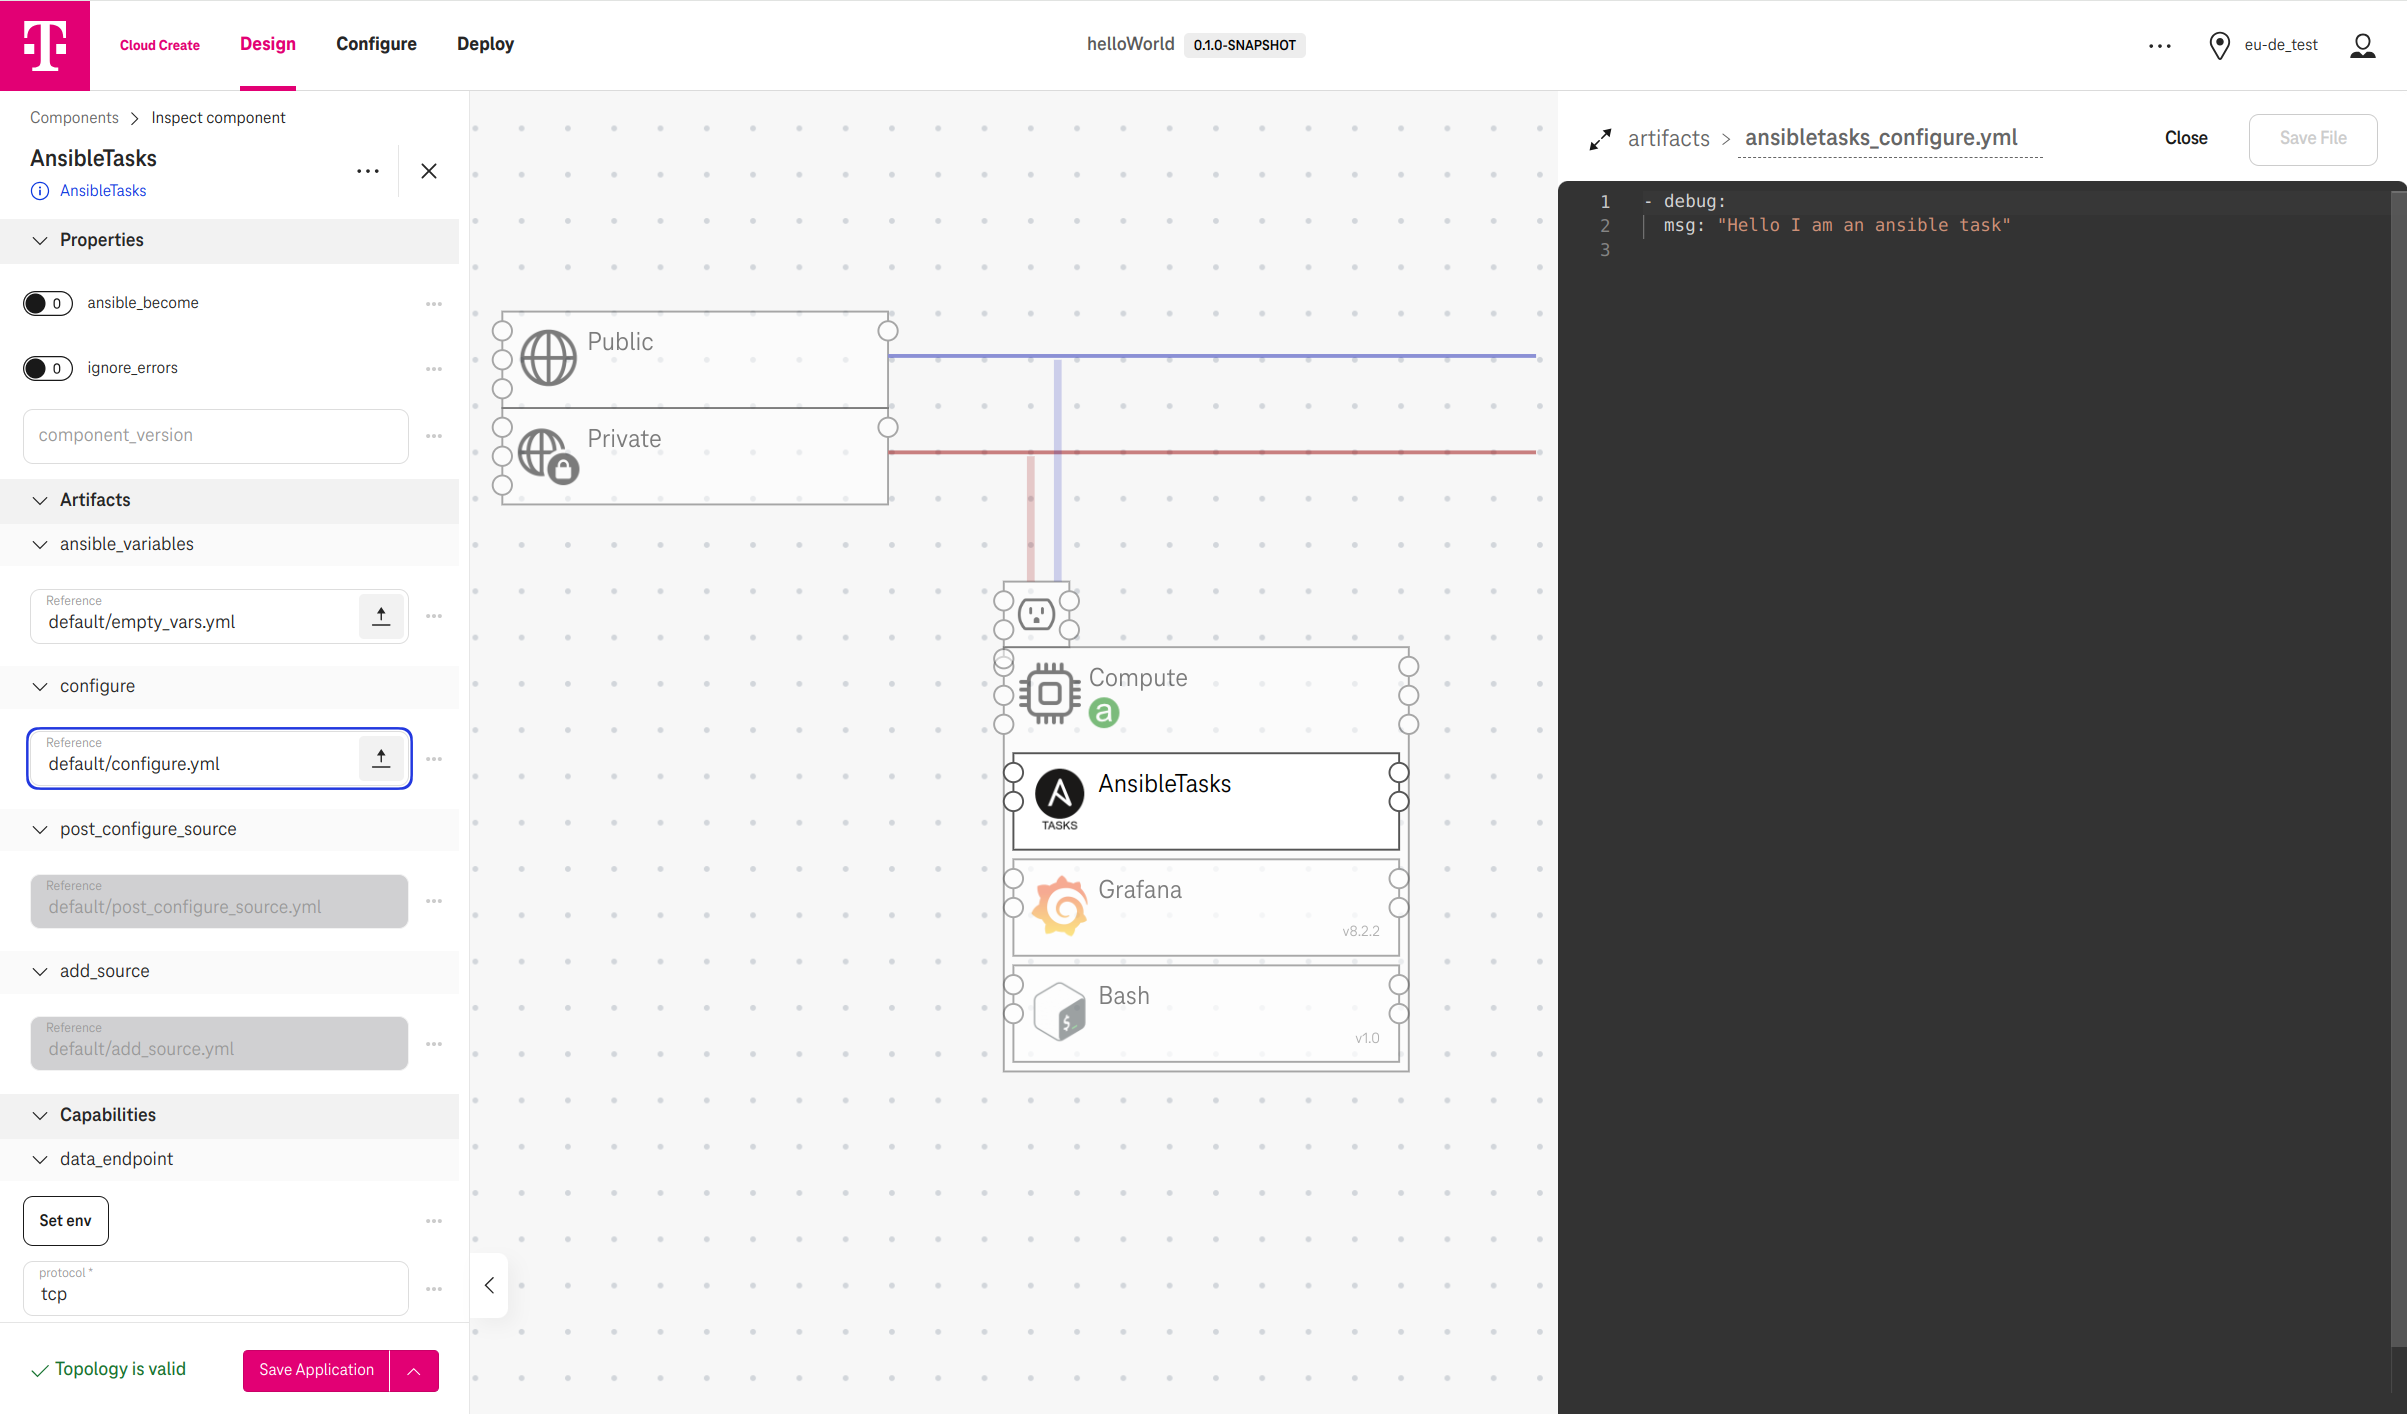 T Cloud Create Design Configure Deploy helloWorld 0.1.0-SNAPSHOT eu-de_test
Components > Inspect component
AnsibleTasks
AnsibleTasks
Properties
0 ansible_become
0 ignore_errors
component_version
Artifacts
ansible_variables
Reference
default/empty_vars.yml
configure
Reference
default/configure.yml
post_configure_source
Reference
default/post_configure_source.yml
add_source
Reference
default/add_source.yml
Capabilities
data_endpoint
Set env
protocol *
tcp
Topology is valid
Save Application
Public
Private
Compute
a
AnsibleTasks
TASKS
Grafana
v8.2.2
Bash
$
v1.0
artifacts > ansibletasks_configure.yml Close Save File
1 - debug:
2 msg: "Hello I am an ansible task"
3